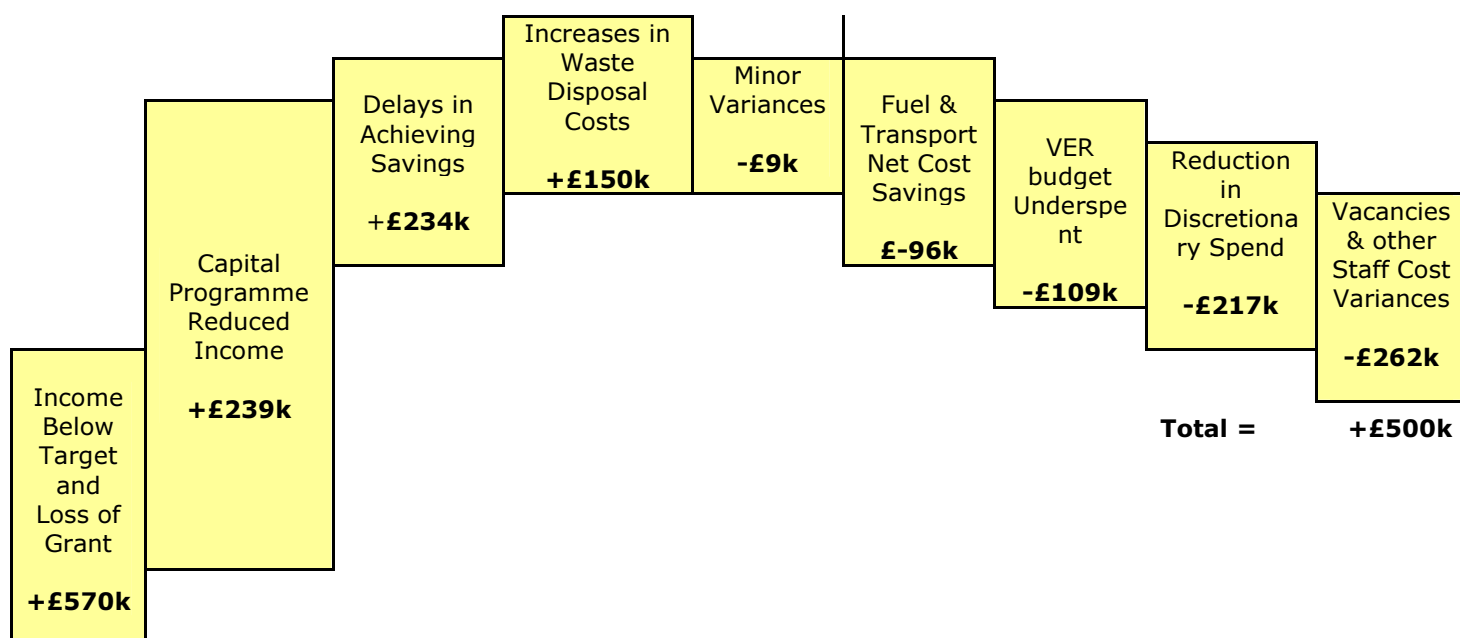 Income
Below
Target
and
Loss of
Grant
+£570k
Capital
Programme
Reduced
Income
+£239k
Delays in
Achieving
Savings
+£234k
Increases in
Waste
Disposal
Costs
+£150k
Minor
Variances
-£9k
Fuel &
Transport
Net Cost
Savings
£-96k
VER
budget
Underspe
nt
-£109k
Reduction
in
Discretiona
ry Spend
-£217k
Vacancies
& other
Staff Cost
Variances
-£262k
Total = +£500k